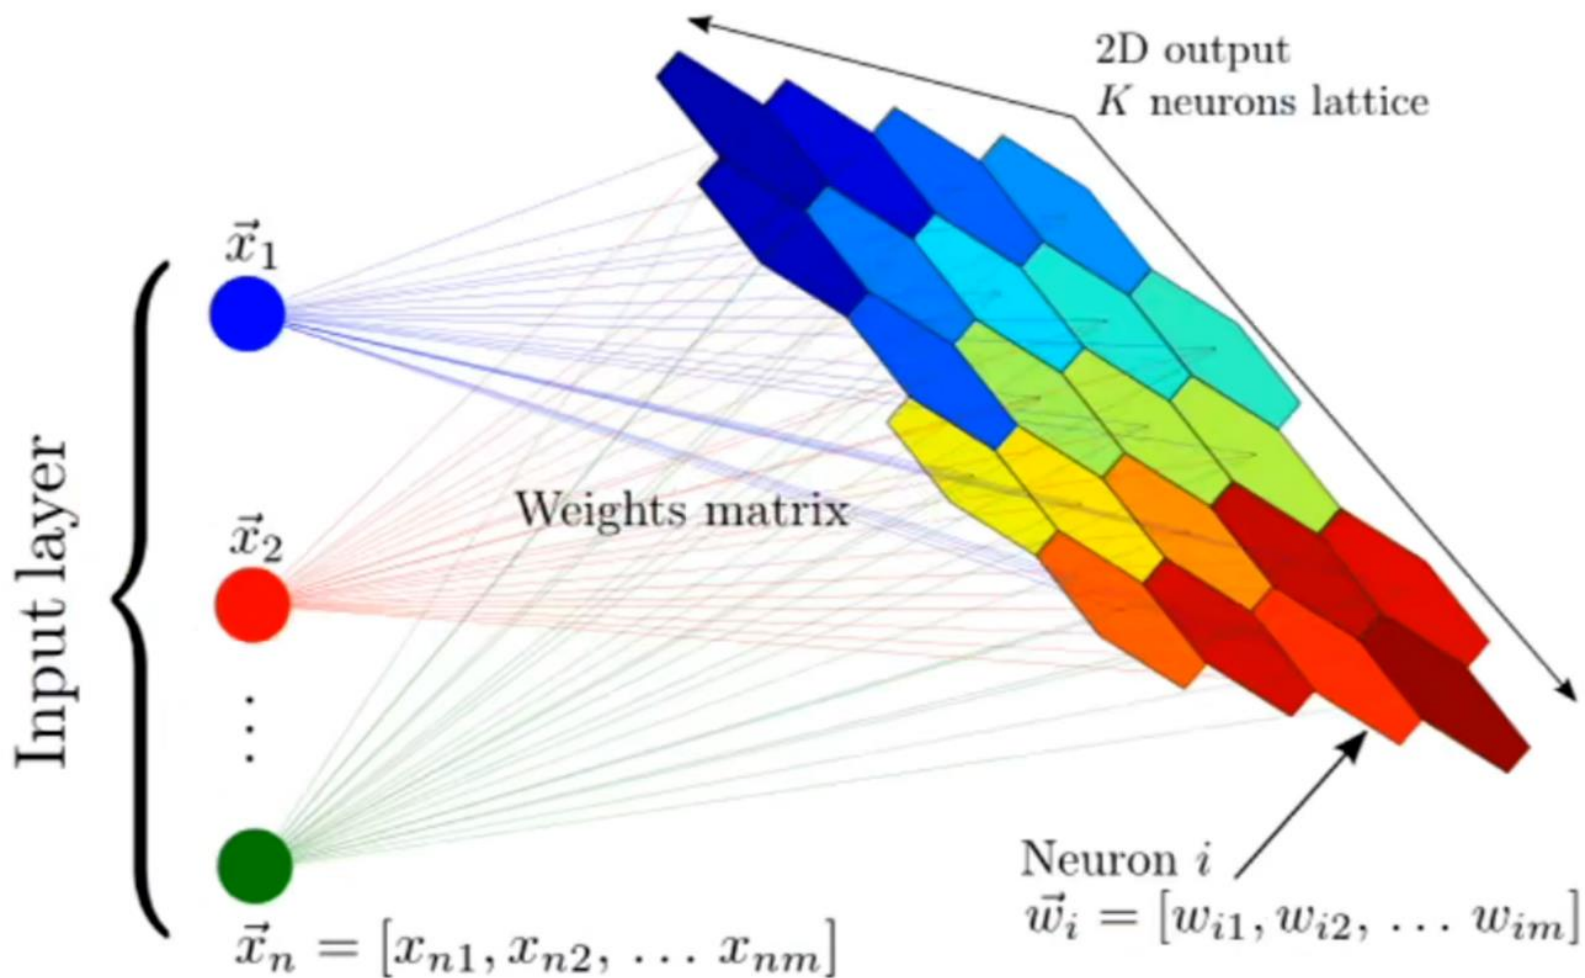 2D output
K neurons lattice
x⃗₁
Input layer
Weights matrix
x⃗₂
⋮
Neuron i
w⃗ᵢ = [wᵢ₁, wᵢ₂, … wᵢₘ]
x⃗ₙ = [xₙ₁, xₙ₂, … xₙₘ]